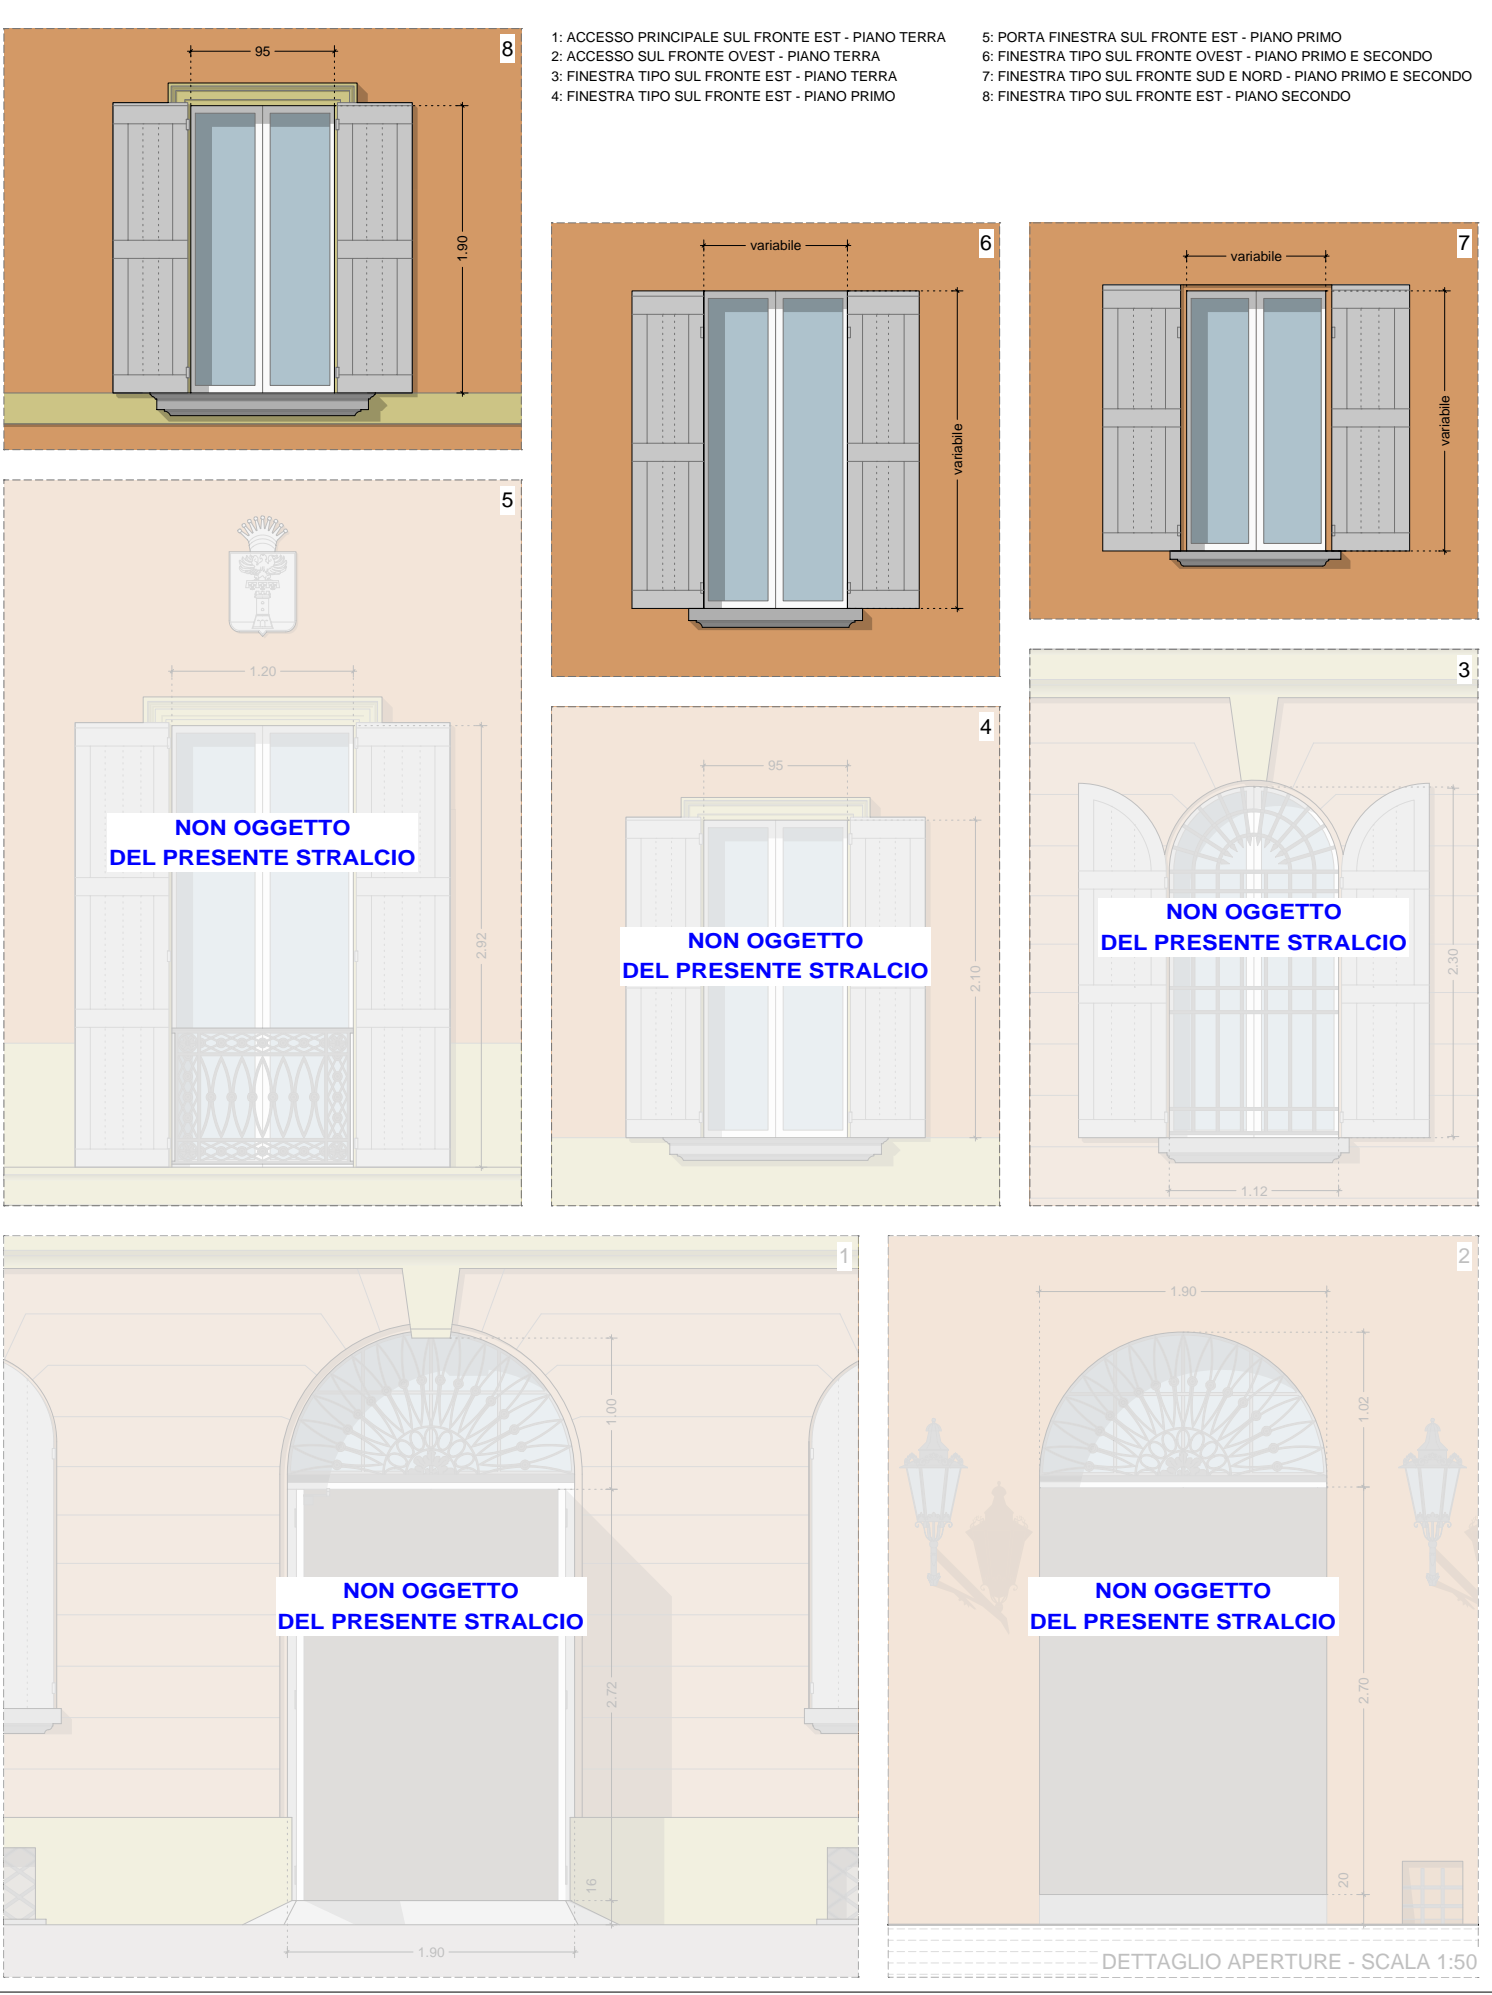 1: ACCESSO PRINCIPALE SUL FRONTE EST - PIANO TERRA
2: ACCESSO SUL FRONTE OVEST - PIANO TERRA
3: FINESTRA TIPO SUL FRONTE EST - PIANO TERRA
4: FINESTRA TIPO SUL FRONTE EST - PIANO PRIMO
5: PORTA FINESTRA SUL FRONTE EST - PIANO PRIMO
6: FINESTRA TIPO SUL FRONTE OVEST - PIANO PRIMO E SECONDO
7: FINESTRA TIPO SUL FRONTE SUD E NORD - PIANO PRIMO E SECONDO
8: FINESTRA TIPO SUL FRONTE EST - PIANO SECONDO
8
95
1.90
6
variabile
variabile
7
variabile
variabile
5
1.20
2.92
NON OGGETTO
DEL PRESENTE STRALCIO
4
95
2.10
NON OGGETTO
DEL PRESENTE STRALCIO
3
2.30
1.12
NON OGGETTO
DEL PRESENTE STRALCIO
1
1.00
2.72
16
1.90
NON OGGETTO
DEL PRESENTE STRALCIO
2
1.90
1.02
2.70
20
NON OGGETTO
DEL PRESENTE STRALCIO
DETTAGLIO APERTURE - SCALA 1:50